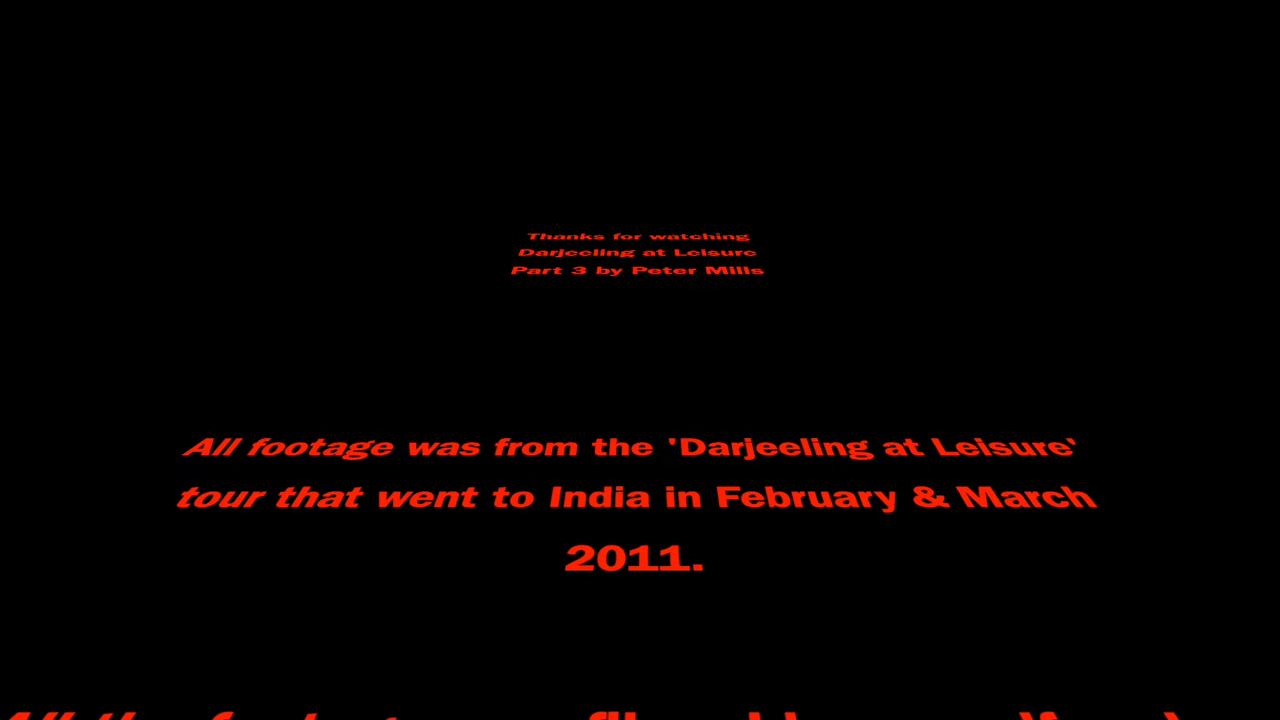 Thanks for watching
Darjeeling at Leisure
Part 3 by Peter Mills
All footage was from the 'Darjeeling at Leisure'
tour that went to India in February & March
2011.